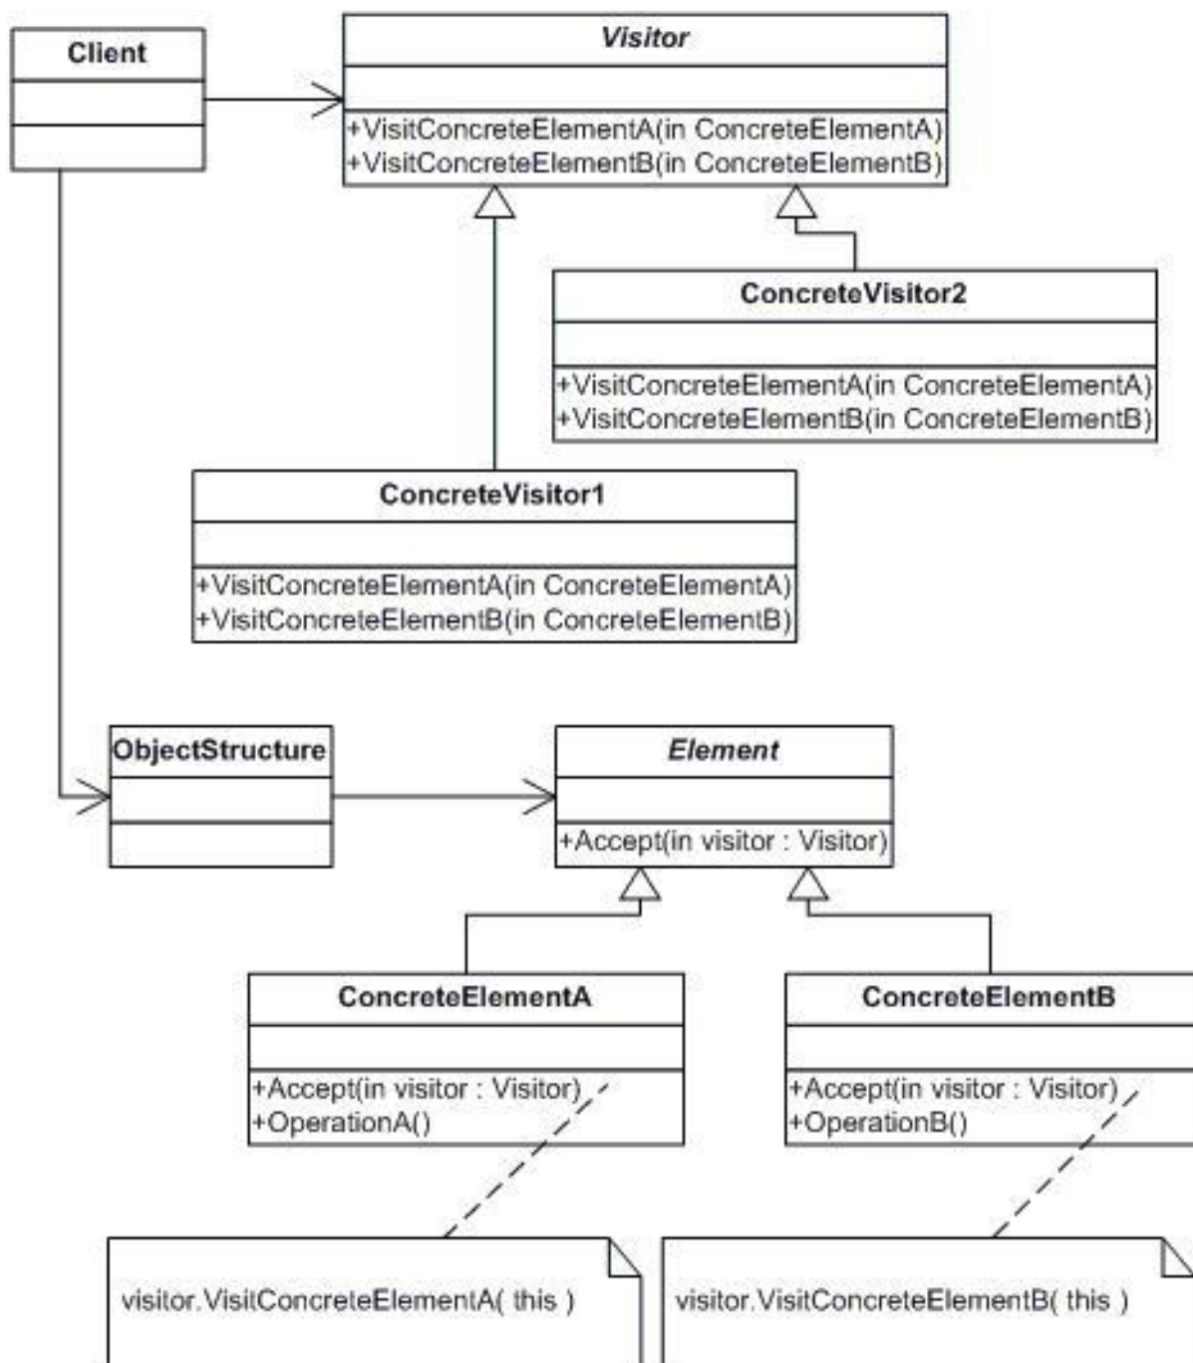 Client
Visitor
+VisitConcreteElementA(in ConcreteElementA)
+VisitConcreteElementB(in ConcreteElementB)
ConcreteVisitor2
+VisitConcreteElementA(in ConcreteElementA)
+VisitConcreteElementB(in ConcreteElementB)
ConcreteVisitor1
+VisitConcreteElementA(in ConcreteElementA)
+VisitConcreteElementB(in ConcreteElementB)
ObjectStructure
Element
+Accept(in visitor : Visitor)
ConcreteElementA
+Accept(in visitor : Visitor)
+OperationA()
ConcreteElementB
+Accept(in visitor : Visitor)
+OperationB()
visitor.VisitConcreteElementA( this )
visitor.VisitConcreteElementB( this )